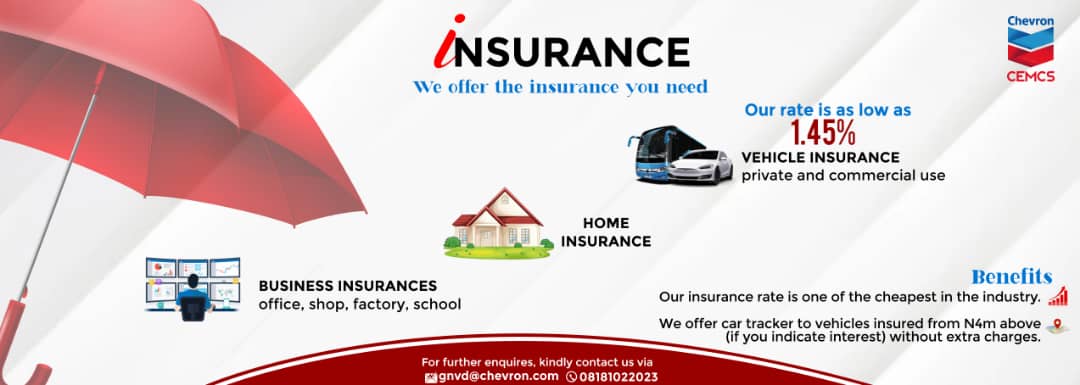 iNSURANCE
We offer the insurance you need
Chevron
CEMCS
Our rate is as low as
1.45%
VEHICLE INSURANCE
private and commercial use
HOME
INSURANCE
BUSINESS INSURANCES
office, shop, factory, school
Benefits
Our insurance rate is one of the cheapest in the industry.
We offer car tracker to vehicles insured from N4m above
(if you indicate interest) without extra charges.
For further enquires, kindly contact us via
gnvd@chevron.com 08181022023